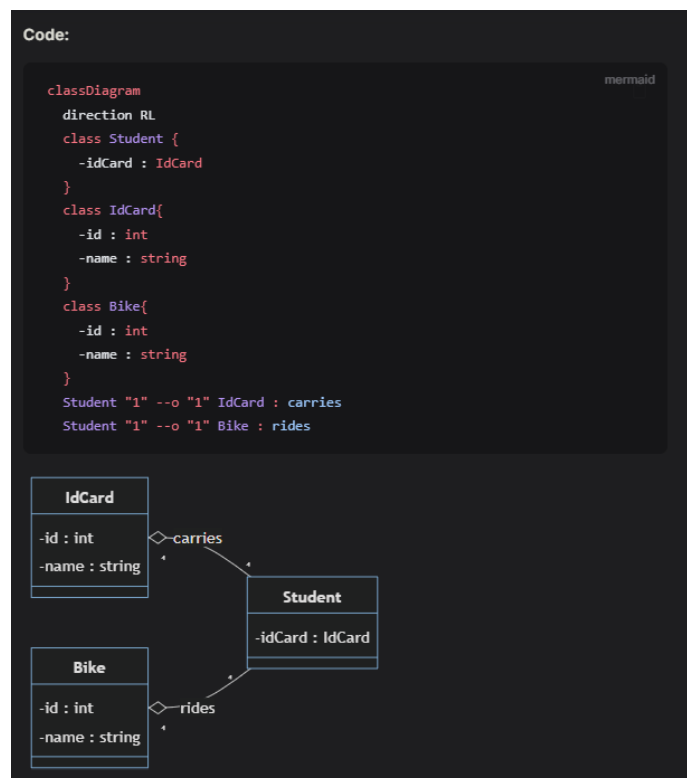 Code:
mermaid
classDiagram
direction RL
class Student {
-idCard : IdCard
}
class IdCard{
-id : int
-name : string
}
class Bike{
-id : int
-name : string
}
Student "1" --o "1" IdCard : carries
Student "1" --o "1" Bike : rides
IdCard
-id : int
-name : string
carries
Student
-idCard : IdCard
Bike
-id : int
-name : string
rides